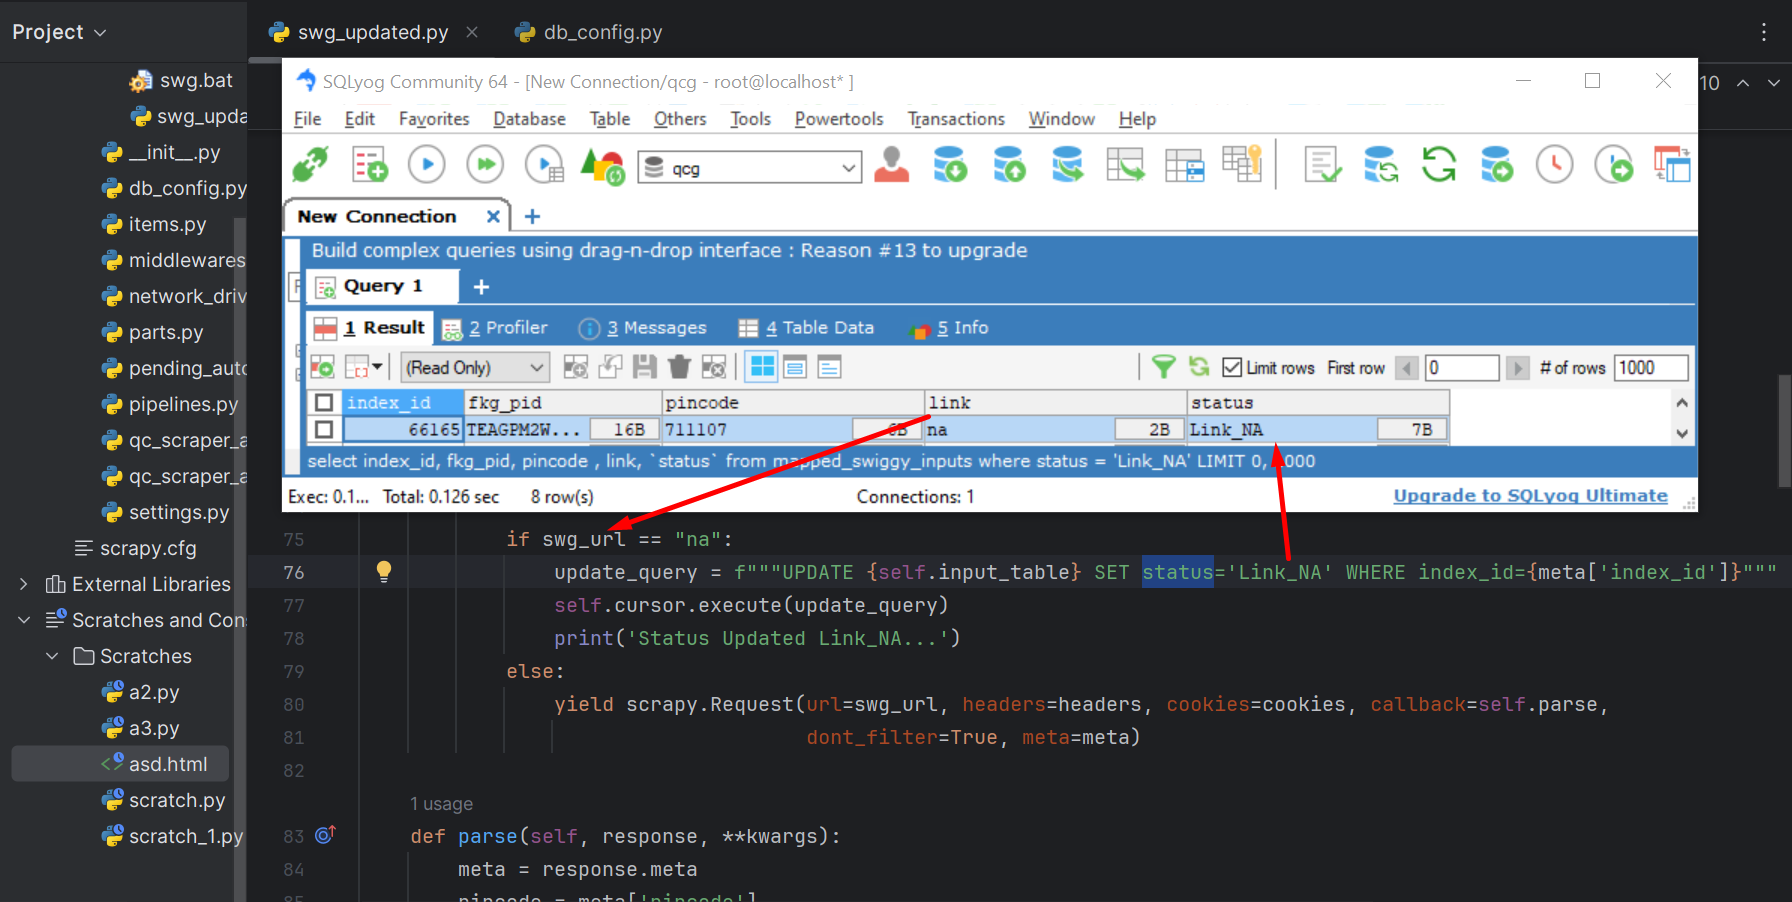 Project
swg_updated.py
db_config.py
swg.bat
swg_upda
__init__.py
db_config.py
items.py
middlewares
network_driv
parts.py
pending_auto
pipelines.py
qc_scraper_a
qc_scraper_a
settings.py
scrapy.cfg
External Libraries
Scratches and Con
Scratches
a2.py
a3.py
asd.html
scratch.py
scratch_1.py
10
SQLyog Community 64 - [New Connection/qcg - root@localhost* ]
File Edit Favorites Database Table Others Tools Powertools Transactions Window Help
qcg
New Connection
Build complex queries using drag-n-drop interface : Reason #13 to upgrade
Query 1
1 Result 2 Profiler 3 Messages 4 Table Data 5 Info
(Read Only) Limit rows First row 0 # of rows 1000
index_id fkg_pid pincode link status
66165 TEAGPM2W... 16B 711107 6B na 2B Link_NA 7B
select index_id, fkg_pid, pincode , link, `status` from mapped_swiggy_inputs where status = 'Link_NA' LIMIT 0, 000
Exec: 0.1... Total: 0.126 sec 8 row(s) Connections: 1 Upgrade to SQLyog Ultimate
75 if swg_url == "na":
76 update_query = f"""UPDATE {self.input_table} SET status='Link_NA' WHERE index_id={meta['index_id']}"""
77 self.cursor.execute(update_query)
78 print('Status Updated Link_NA...')
79 else:
80 yield scrapy.Request(url=swg_url, headers=headers, cookies=cookies, callback=self.parse,
81 dont_filter=True, meta=meta)
82
1 usage
83 def parse(self, response, **kwargs):
84 meta = response.meta
85 pincode = meta['pincode']